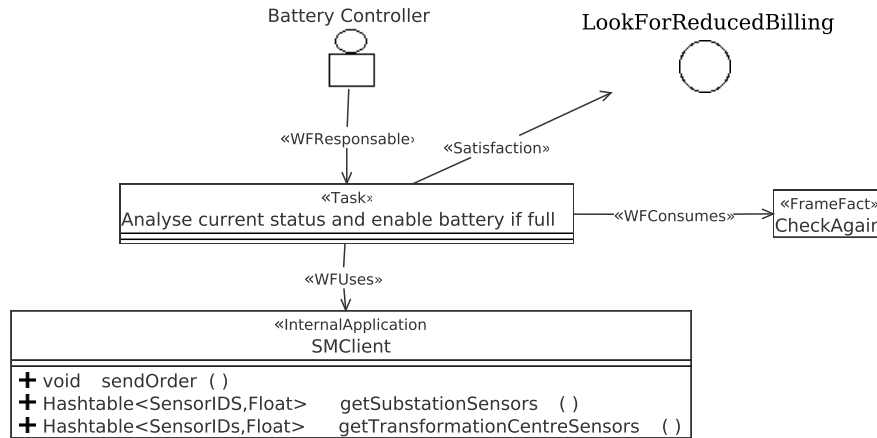 Battery Controller
LookForReducedBilling
«WFResponsable›
«Satisfaction»
«Task»
Analyse current status and enable battery if full
«WFConsumes»
«FrameFact»
CheckAgain
«WFUses»
«InternalApplication
SMClient
+ void sendOrder ( )
+ Hashtable<SensorIDS,Float> getSubstationSensors ( )
+ Hashtable<SensorIDs,Float> getTransformationCentreSensors ( )